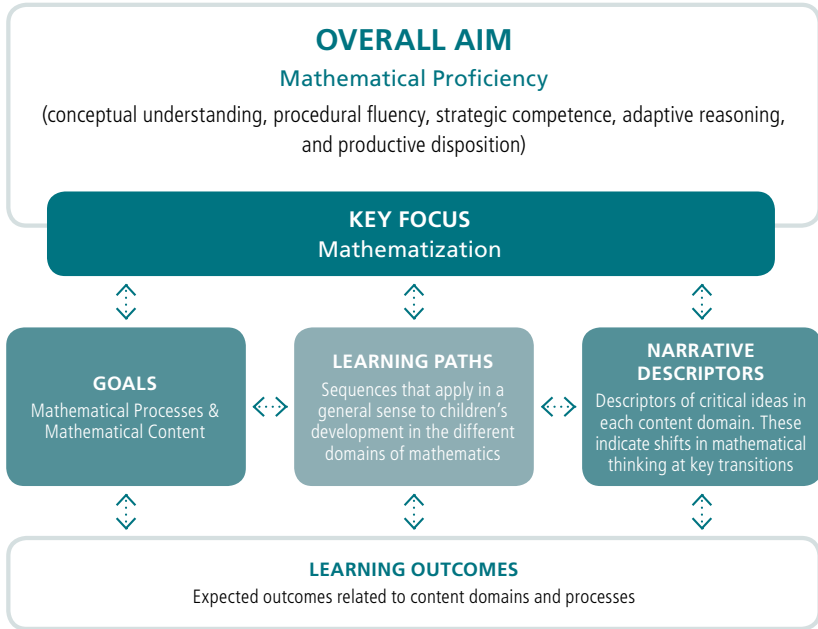 OVERALL AIM
Mathematical Proficiency
(conceptual understanding, procedural fluency, strategic competence, adaptive reasoning,
and productive disposition)
KEY FOCUS
Mathematization
GOALS
Mathematical Processes &
Mathematical Content
LEARNING PATHS
Sequences that apply in a
general sense to children’s
development in the different
domains of mathematics
NARRATIVE
DESCRIPTORS
Descriptors of critical ideas in
each content domain. These
indicate shifts in mathematical
thinking at key transitions
LEARNING OUTCOMES
Expected outcomes related to content domains and processes